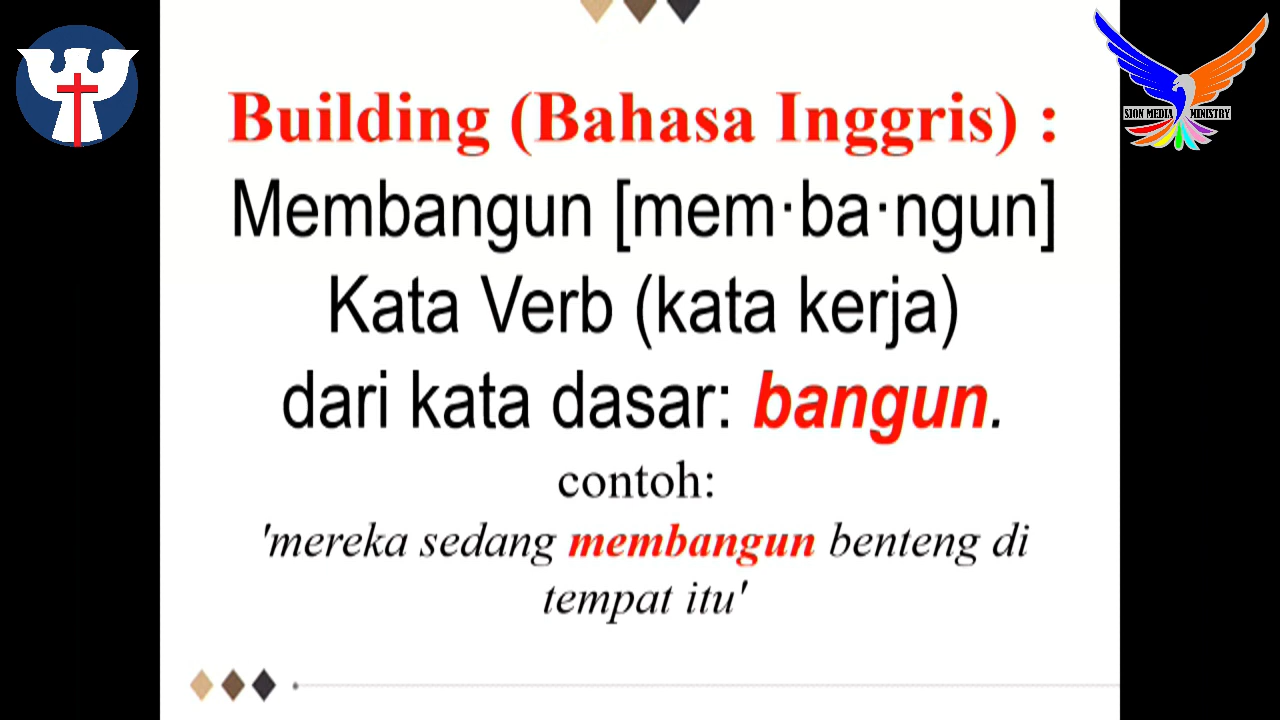 Building (Bahasa Inggris) :
Membangun [mem·ba·ngun]
Kata Verb (kata kerja)
dari kata dasar: bangun.
contoh:
'mereka sedang membangun benteng di
tempat itu'
SION MEDIA MINISTRY